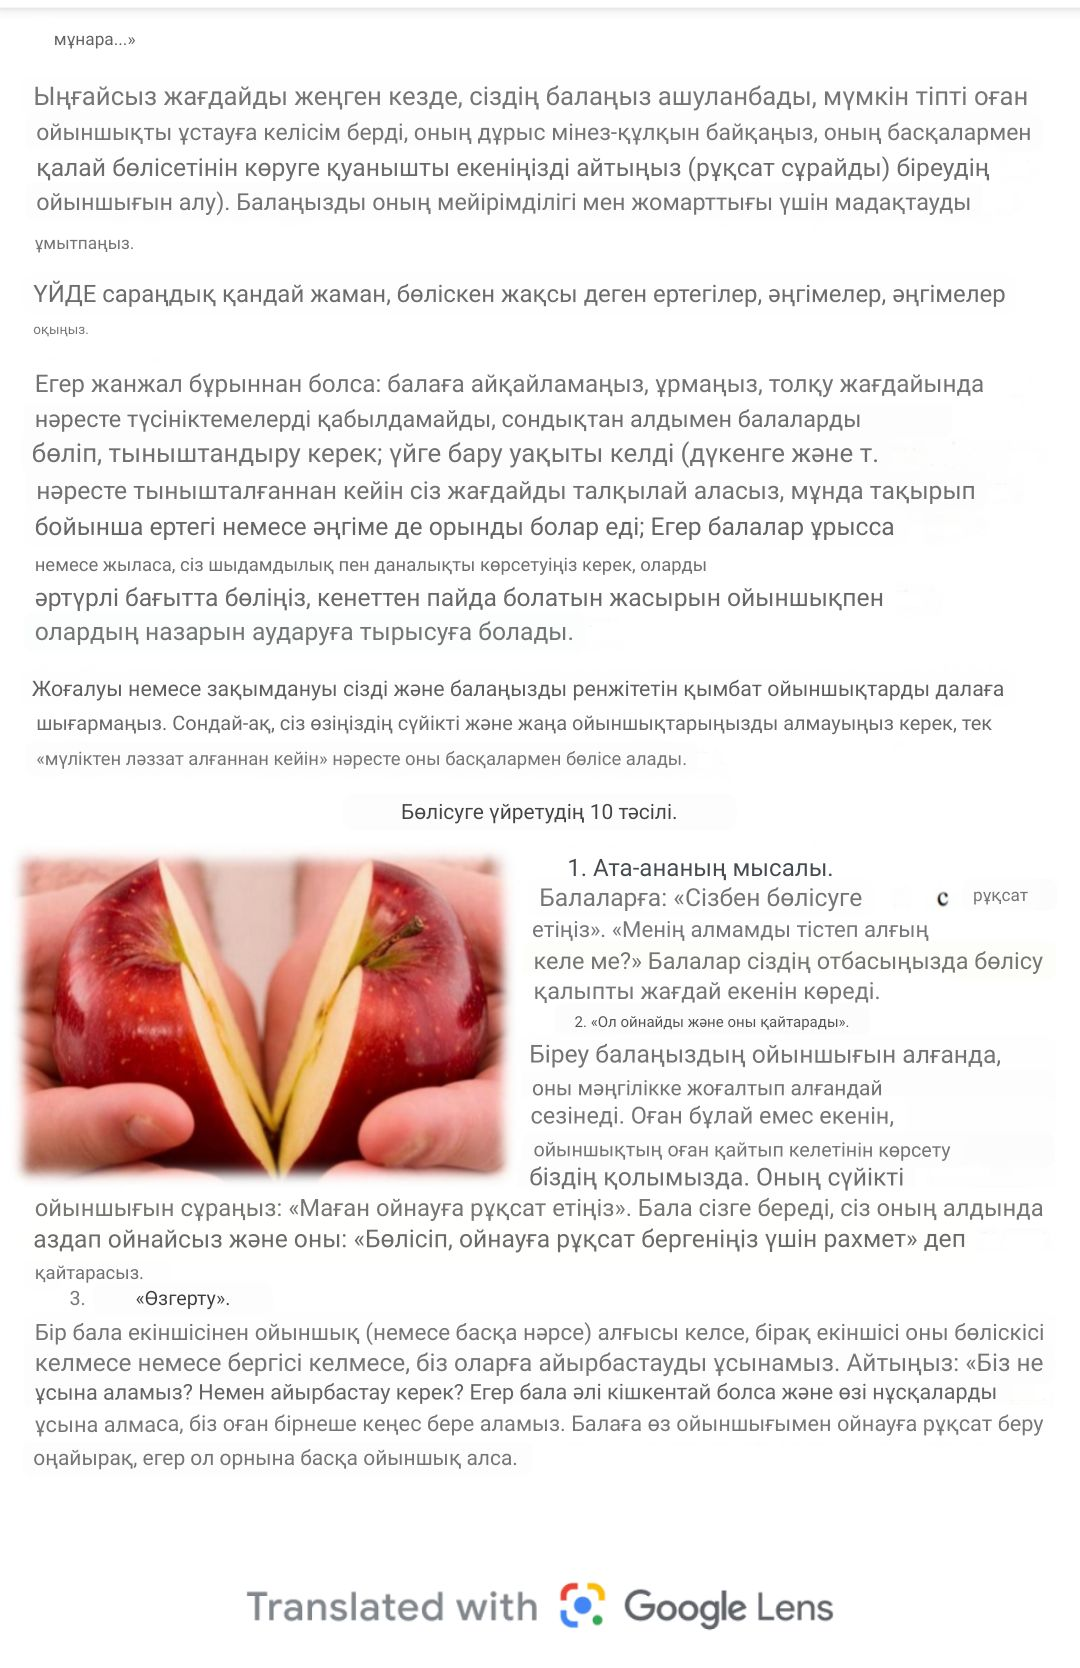 мұнара...»
Ыңғайсыз жағдайды жеңген кезде, сіздің балаңыз ашуланбады, мүмкін тіпті оған
ойыншықты ұстауға келісім берді, оның дұрыс мінез-құлқын байқаңыз, оның басқалармен
қалай бөлісетінін көруге қуанышты екеніңізді айтыңыз (рұқсат сұрайды) біреудің
ойыншығын алу). Балаңызды оның мейірімділігі мен жомарттығы үшін мадақтауды
ұмытпаңыз.
ҮЙДЕ сараңдық қандай жаман, бөліскен жақсы деген ертегілер, әңгімелер, әңгімелер
оқыңыз.
Егер жанжал бұрыннан болса: балаға айқайламаңыз, ұрмаңыз, толқу жағдайында
нәресте түсініктемелерді қабылдамайды, сондықтан алдымен балаларды
бөліп, тыныштандыру керек; үйге бару уақыты келді (дүкенге және т.
нәресте тынышталғаннан кейін сіз жағдайды талқылай аласыз, мұнда тақырып
бойынша ертегі немесе әңгіме де орынды болар еді; Егер балалар ұрысса
немесе жыласа, сіз шыдамдылық пен даналықты көрсетуіңіз керек, оларды
әртүрлі бағытта бөліңіз, кенеттен пайда болатын жасырын ойыншықпен
олардың назарын аударуға тырысуға болады.
Жоғалуы немесе зақымдануы сізді және балаңызды ренжітетін қымбат ойыншықтарды далаға
шығармаңыз. Сондай-ақ, сіз өзіңіздің сүйікті және жаңа ойыншықтарыңызды алмауыңыз керек, тек
«мүліктен ләззат алғаннан кейін» нәресте оны басқалармен бөлісе алады.
Бөлісуге үйретудің 10 тәсілі.
1. Ата-ананың мысалы.
Балаларға: «Сізбен бөлісуге с рұқсат
етіңіз». «Менің алмамды тістеп алғың
келе ме?» Балалар сіздің отбасыңызда бөлісу
қалыпты жағдай екенін көреді.
2. «Ол ойнайды және оны қайтарады».
Біреу балаңыздың ойыншығын алғанда,
оны мәңгілікке жоғалтып алғандай
сезінеді. Оған бұлай емес екенін,
ойыншықтың оған қайтып келетінін көрсету
біздің қолымызда. Оның сүйікті
ойыншығын сұраңыз: «Маған ойнауға рұқсат етіңіз». Бала сізге береді, сіз оның алдында
аздап ойнайсыз және оны: «Бөлісіп, ойнауға рұқсат бергеніңіз үшін рахмет» деп
қайтарасыз.
3. «Өзгерту».
Бір бала екіншісінен ойыншық (немесе басқа нәрсе) алғысы келсе, бірақ екіншісі оны бөліскісі
келмесе немесе бергісі келмесе, біз оларға айырбастауды ұсынамыз. Айтыңыз: «Біз не
ұсына аламыз? Немен айырбастау керек? Егер бала әлі кішкентай болса және өзі нұсқаларды
ұсына алмаса, біз оған бірнеше кеңес бере аламыз. Балаға өз ойыншығымен ойнауға рұқсат беру
оңайырақ, егер ол орнына басқа ойыншық алса.
Translated with Google Lens